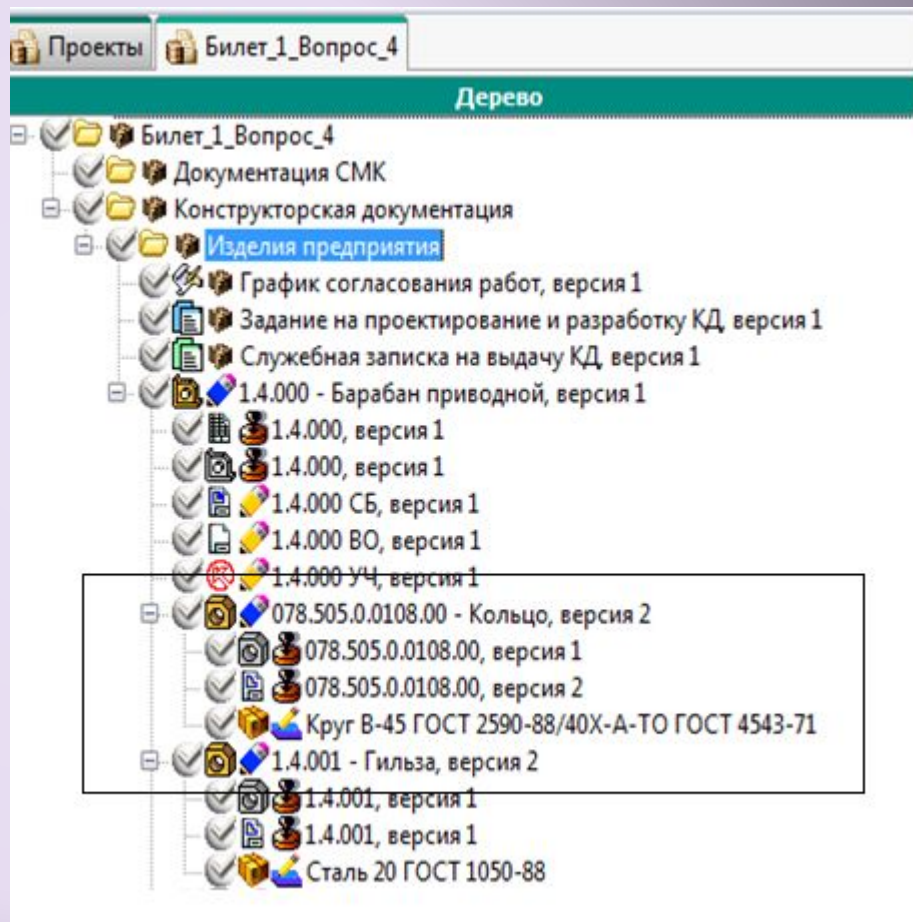 Проекты Билет_1_Вопрос_4
Дерево
Билет_1_Вопрос_4
Документация СМК
Конструкторская документация
Изделия предприятия
График согласования работ, версия 1
Задание на проектирование и разработку КД, версия 1
Служебная записка на выдачу КД, версия 1
1.4.000 - Барабан приводной, версия 1
1.4.000, версия 1
1.4.000, версия 1
1.4.000 СБ, версия 1
1.4.000 ВО, версия 1
1.4.000 УЧ, версия 1
078.505.0.0108.00 - Кольцо, версия 2
078.505.0.0108.00, версия 1
078.505.0.0108.00, версия 2
Круг В-45 ГОСТ 2590-88/40Х-А-ТО ГОСТ 4543-71
1.4.001 - Гильза, версия 2
1.4.001, версия 1
1.4.001, версия 1
Сталь 20 ГОСТ 1050-88